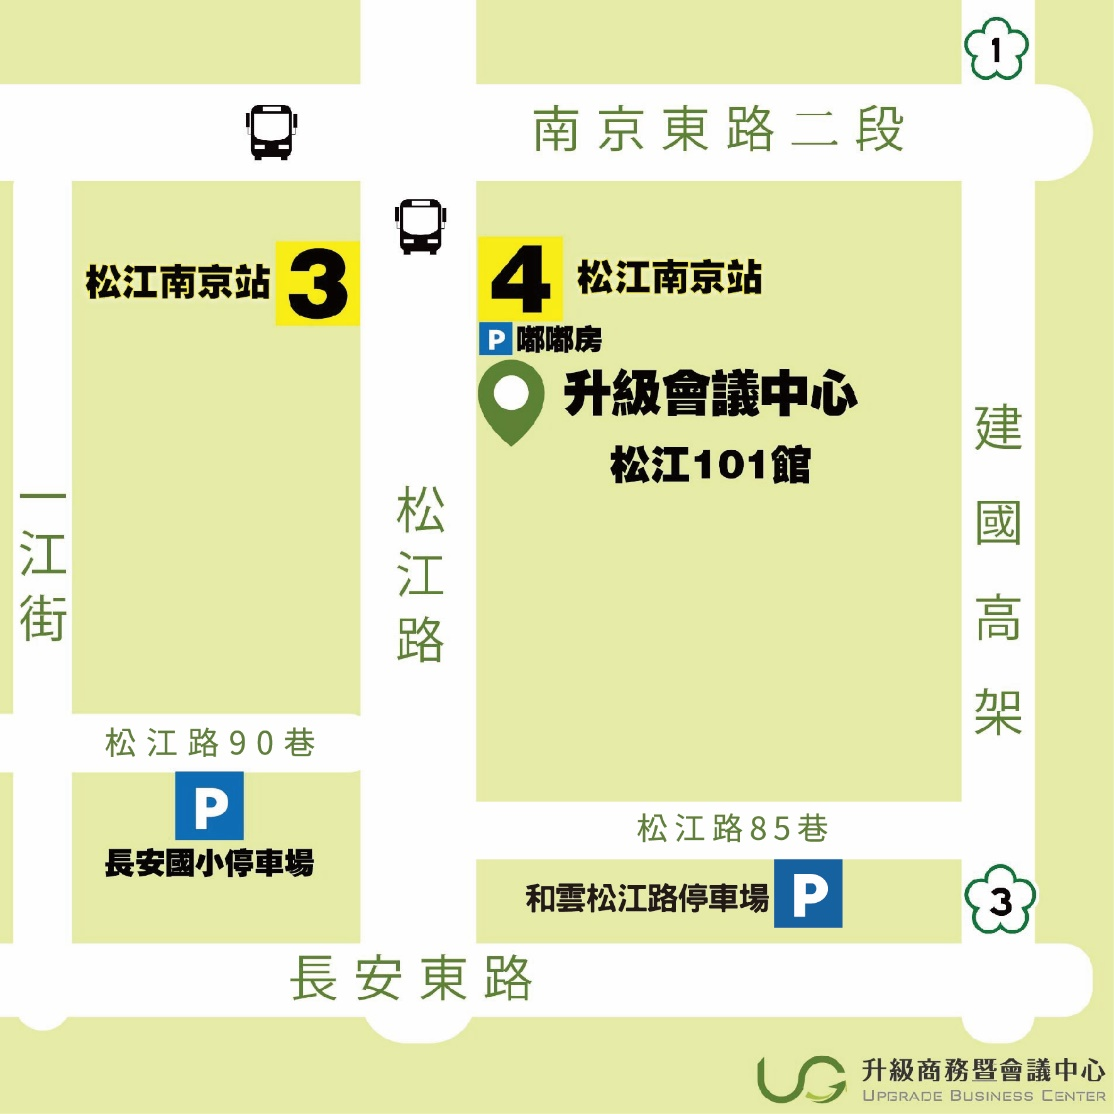 1
南京東路二段
松江南京站
3
4
松江南京站
P
嘟嘟房
升級會議中心
松江101館
一江街
松江路
建國高架
松江路90巷
P
長安國小停車場
松江路85巷
和雲松江路停車場
P
3
長安東路
UG
升級商務暨會議中心
UPGRADE BUSINESS CENTER